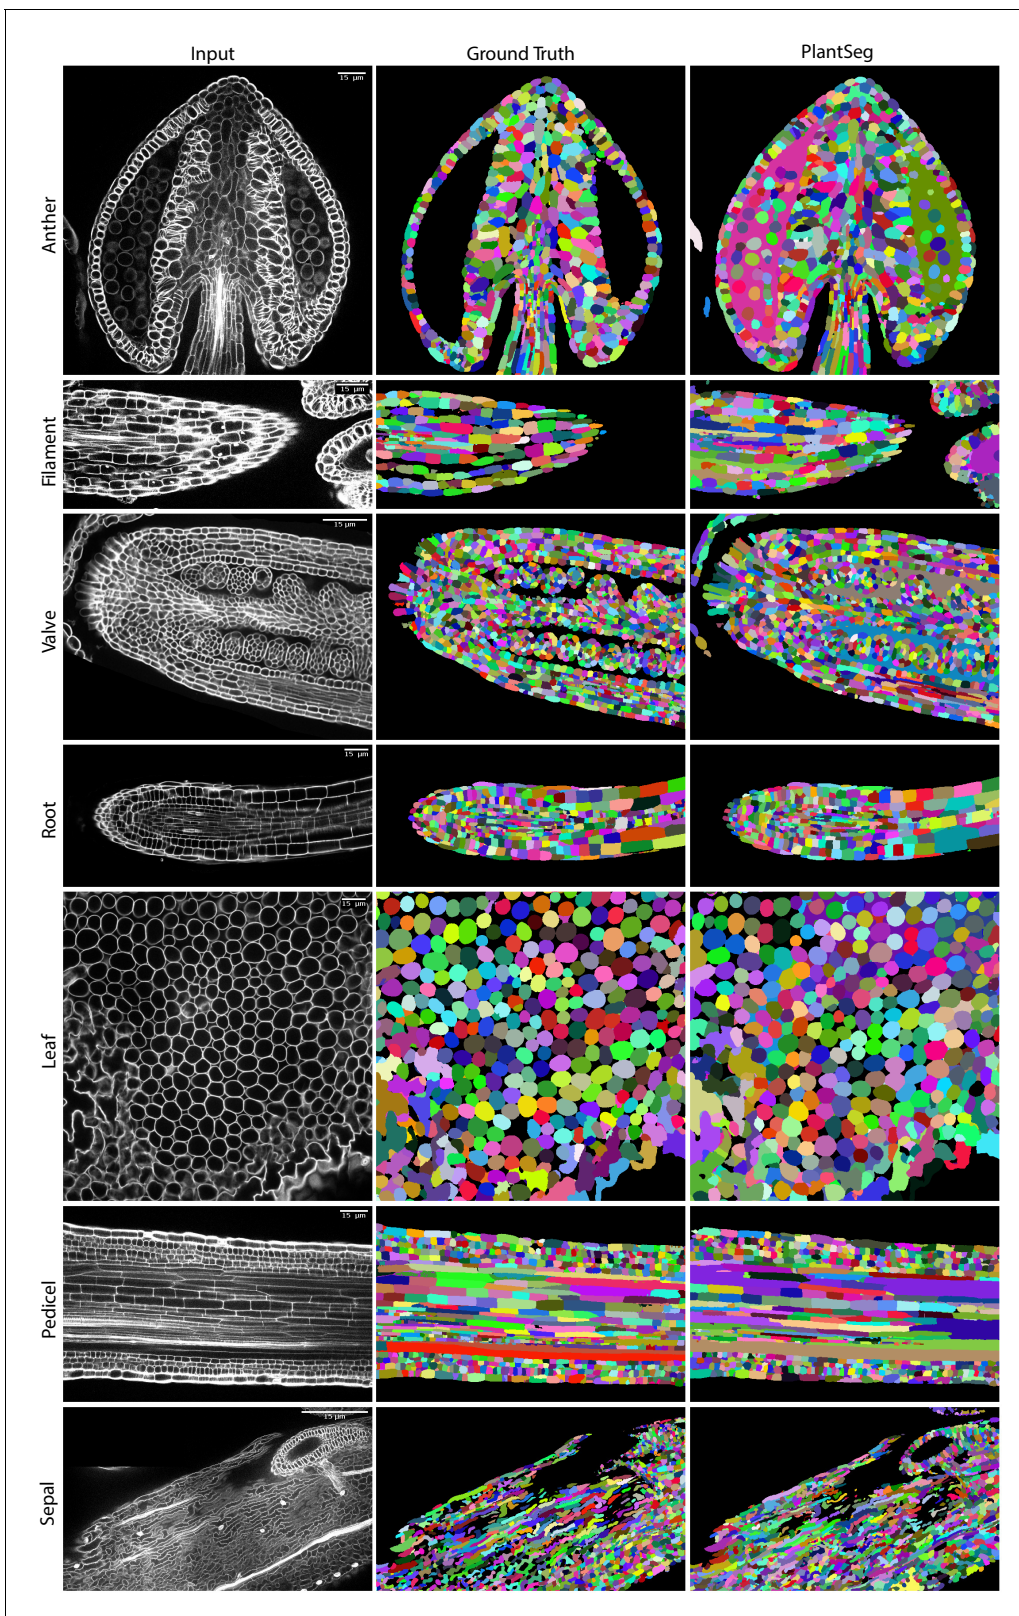 Input Ground Truth PlantSeg
Anther
15 µm
Filament
15 µm
Valve
15 µm
Root
15 µm
Leaf
15 µm
Pedicel
15 µm
Sepal
15 µm